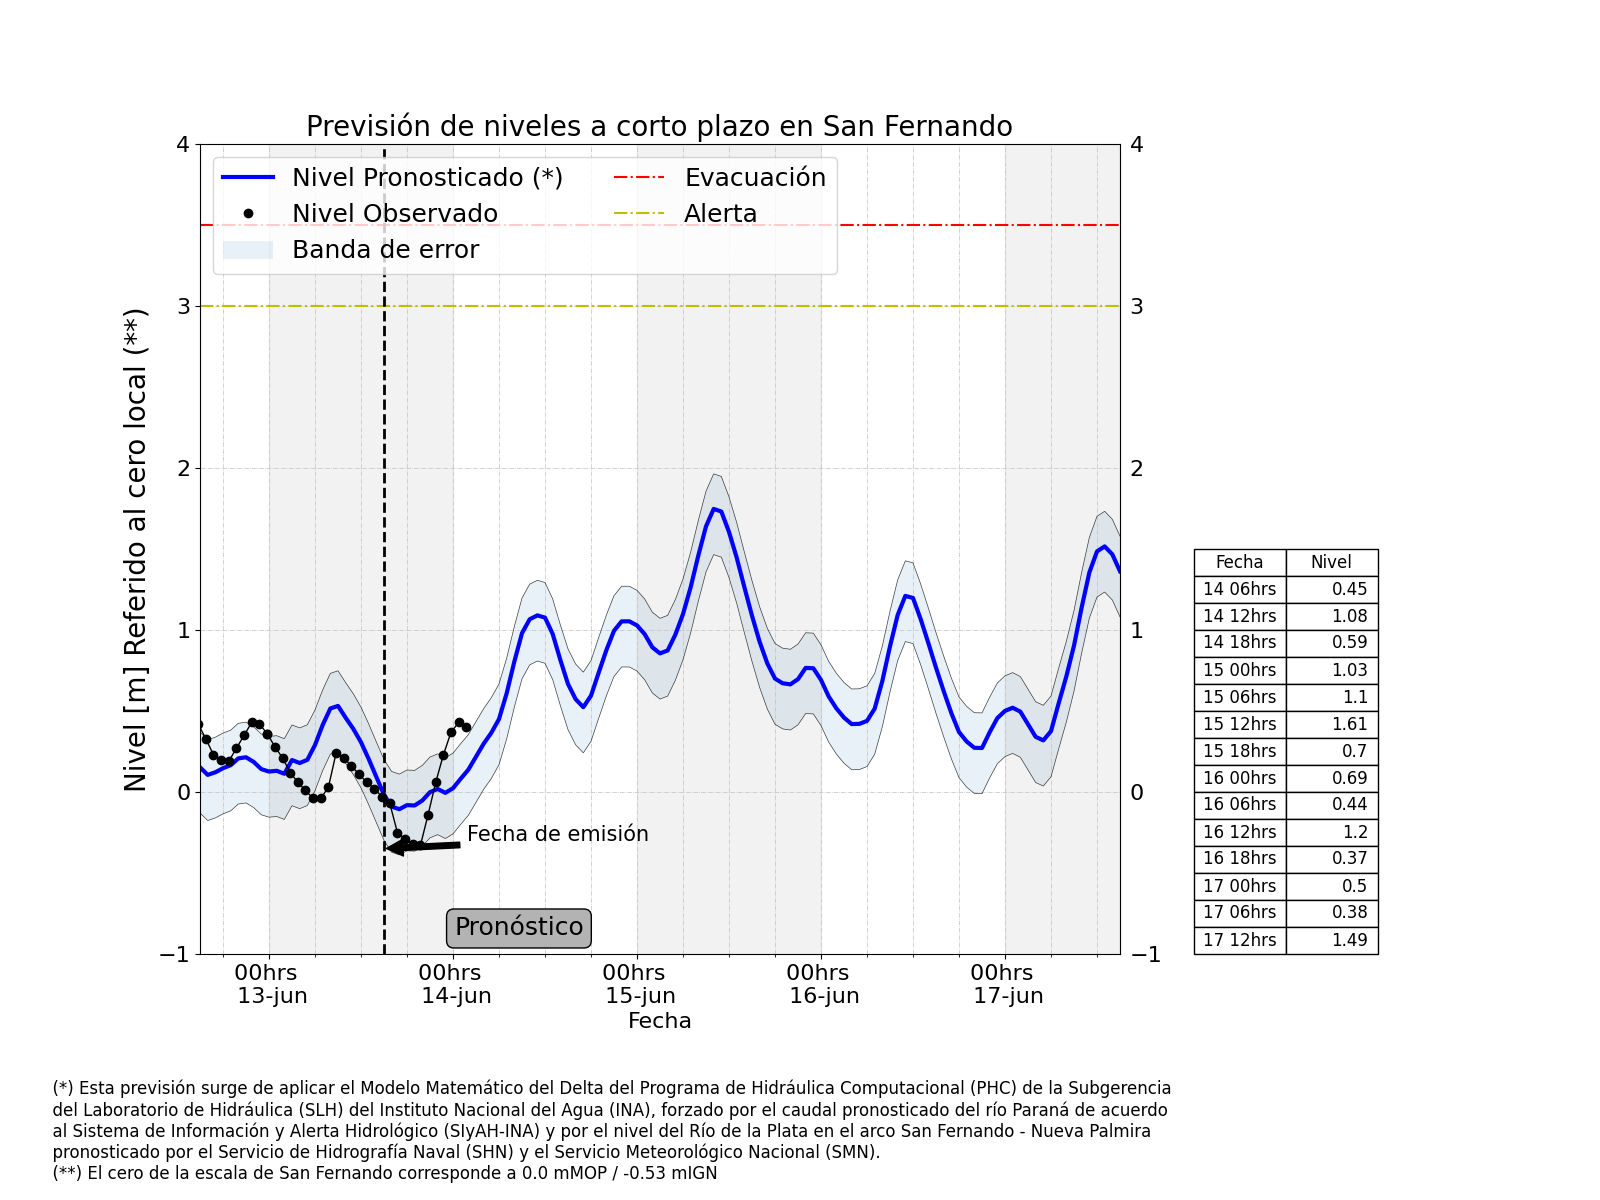 Previsión de niveles a corto plazo en San Fernando
Nivel Pronosticado (*)
Nivel Observado
Banda de error
Evacuación
Alerta
Nivel [m] Referido al cero local (**)
4
3
2
1
0
−1
4
3
2
1
0
−1
Fecha de emisión
Pronóstico
00hrs
13-jun
00hrs
14-jun
00hrs
15-jun
00hrs
16-jun
00hrs
17-jun
Fecha
Fecha Nivel
14 06hrs 0.45
14 12hrs 1.08
14 18hrs 0.59
15 00hrs 1.03
15 06hrs 1.1
15 12hrs 1.61
15 18hrs 0.7
16 00hrs 0.69
16 06hrs 0.44
16 12hrs 1.2
16 18hrs 0.37
17 00hrs 0.5
17 06hrs 0.38
17 12hrs 1.49
(*) Esta previsión surge de aplicar el Modelo Matemático del Delta del Programa de Hidráulica Computacional (PHC) de la Subgerencia
del Laboratorio de Hidráulica (SLH) del Instituto Nacional del Agua (INA), forzado por el caudal pronosticado del río Paraná de acuerdo
al Sistema de Información y Alerta Hidrológico (SIyAH-INA) y por el nivel del Río de la Plata en el arco San Fernando - Nueva Palmira
pronosticado por el Servicio de Hidrografía Naval (SHN) y el Servicio Meteorológico Nacional (SMN).
(**) El cero de la escala de San Fernando corresponde a 0.0 mMOP / -0.53 mIGN